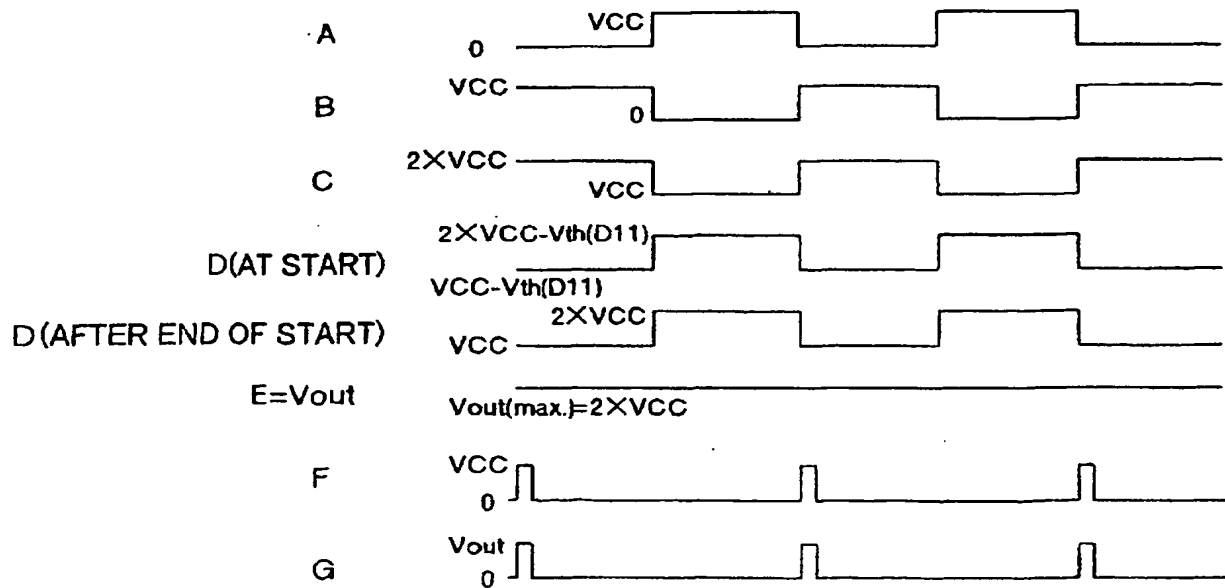 A
VCC
0
B
VCC
0
C
2×VCC
VCC
D(AT START)
2×VCC-Vth(D11)
VCC-Vth(D11)
D(AFTER END OF START)
2×VCC
VCC
E=Vout
Vout(max.)=2×VCC
F
VCC
0
G
Vout
0